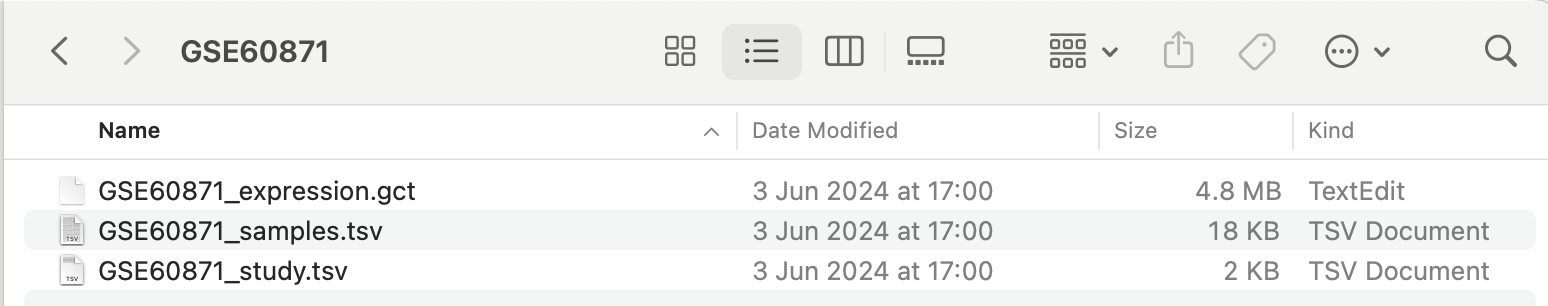 GSE60871
Name Date Modified Size Kind
GSE60871_expression.gct 3 Jun 2024 at 17:00 4.8 MB TextEdit
TSV GSE60871_samples.tsv 3 Jun 2024 at 17:00 18 KB TSV Document
TSV GSE60871_study.tsv 3 Jun 2024 at 17:00 2 KB TSV Document